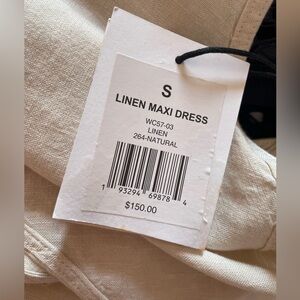 S
LINEN MAXI DRESS
WC57-03
LINEN
264-NATURAL
1 93294 69878 4
$150.00